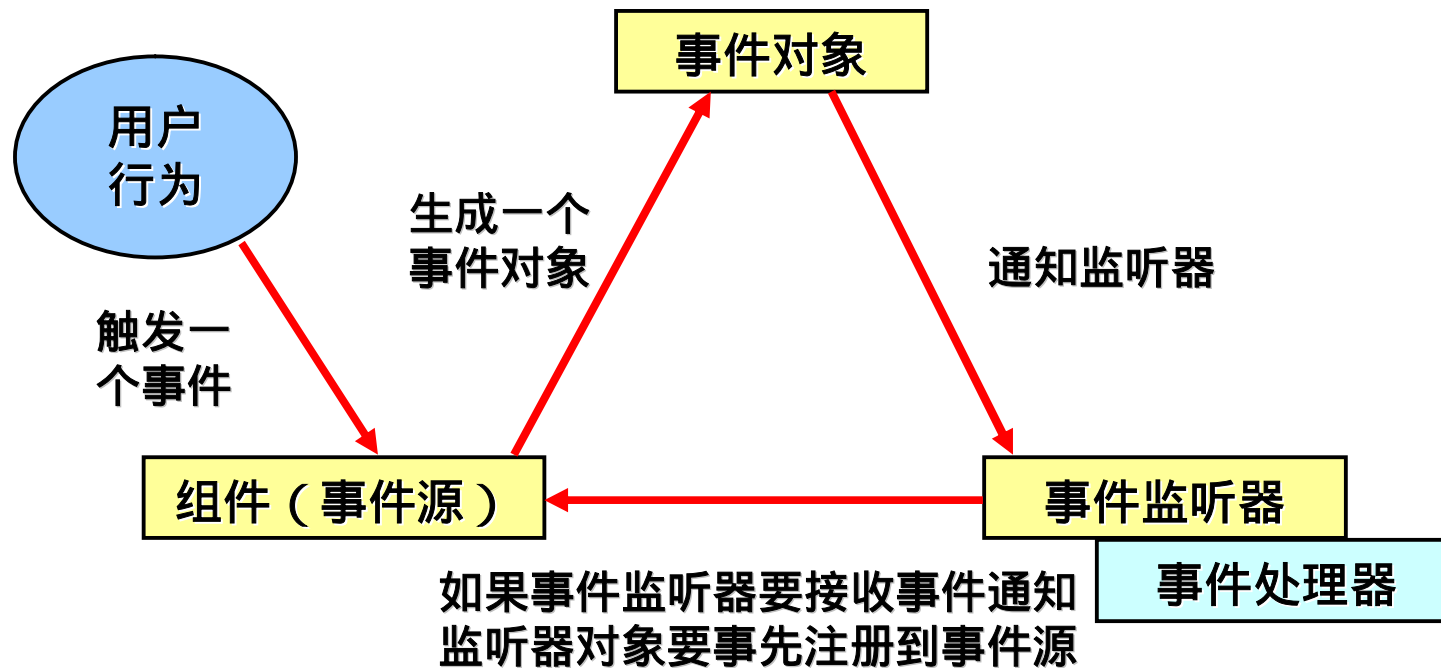 事件对象
用户
行为
生成一个
事件对象
通知监听器
触发一
个事件
组件（事件源）
事件监听器
事件处理器
如果事件监听器要接收事件通知
监听器对象要事先注册到事件源